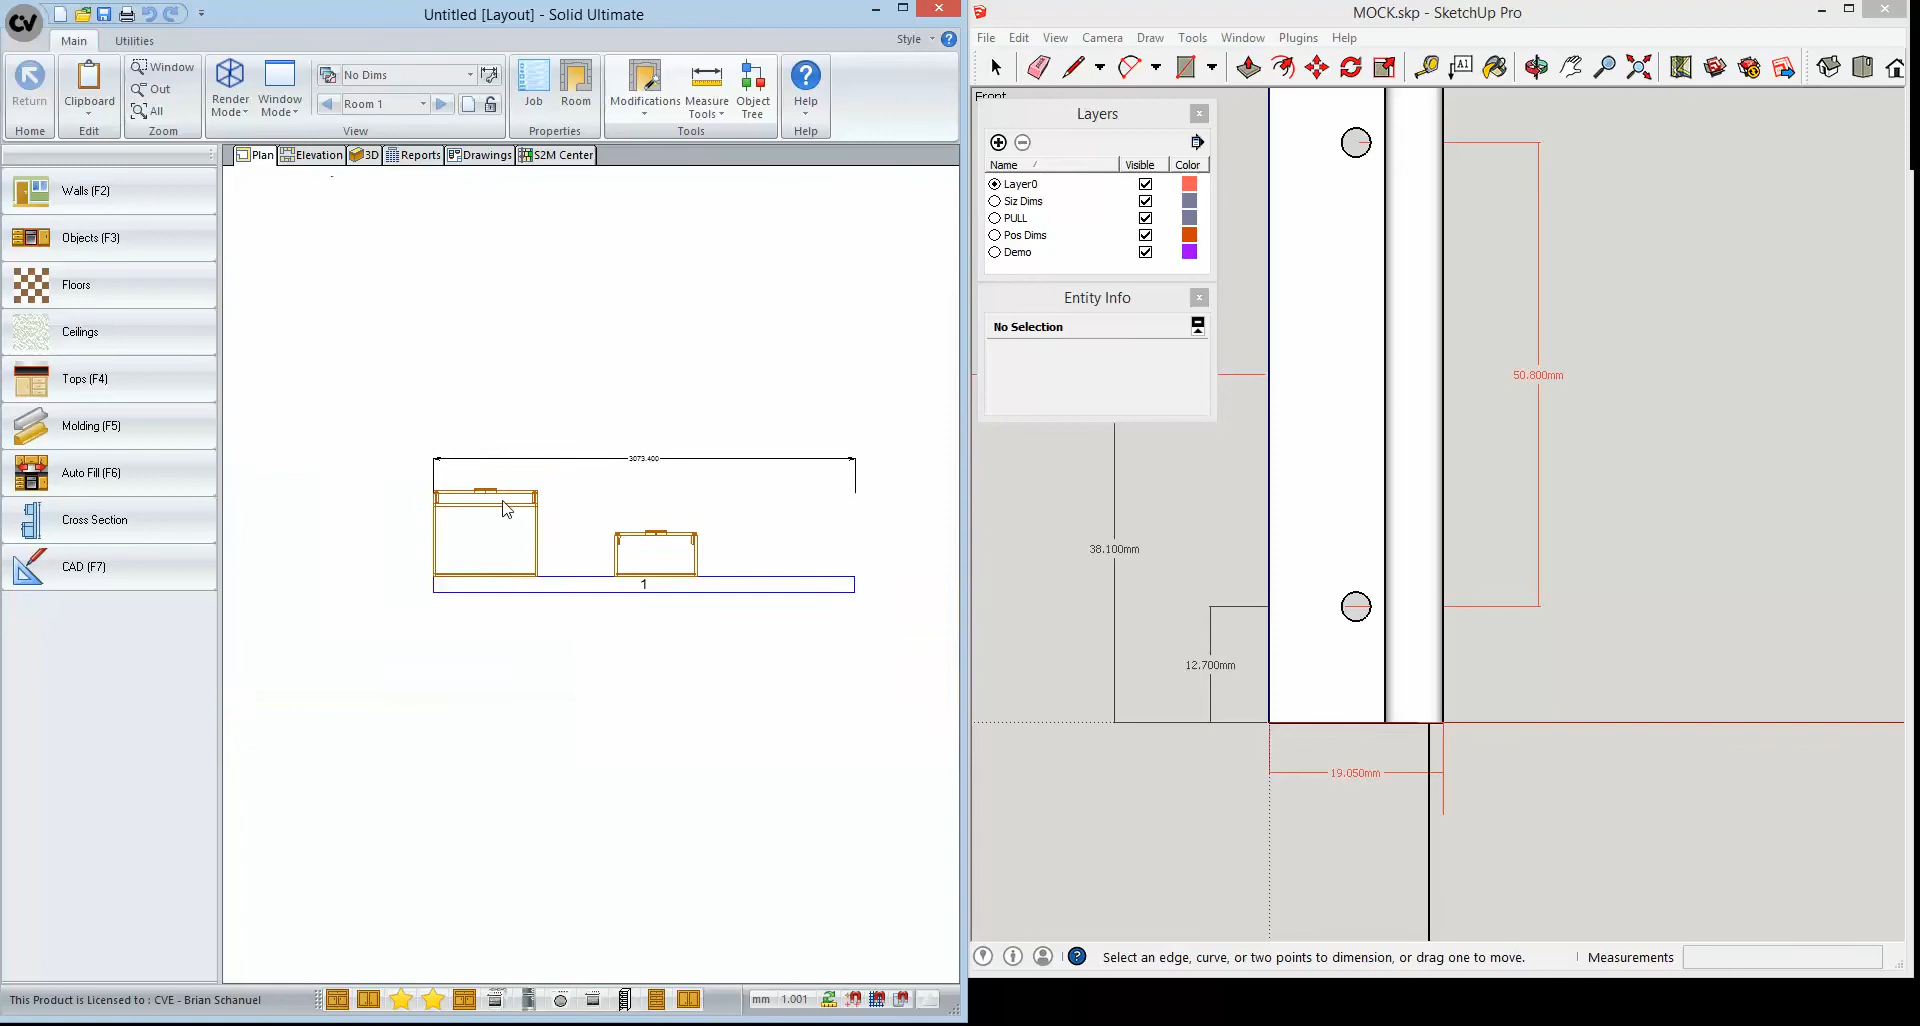 CV
Untitled [Layout] - Solid Ultimate
Main
Utilities
Style
Return
Home
Clipboard
Edit
Window
Out
All
Zoom
Render
Mode
Window
Mode
No Dims
Room 1
View
Job
Room
Properties
Modifications
Measure
Tools
Object
Tree
Tools
Help
Help
Plan
Elevation
3D
Reports
Drawings
S2M Center
Walls (F2)
Objects (F3)
Floors
Ceilings
Tops (F4)
Molding (F5)
Auto Fill (F6)
Cross Section
CAD (F7)
3073.400
1
This Product is Licensed to : CVE - Brian Schanuel
mm
1.001
MOCK.skp - SketchUp Pro
File Edit View Camera Draw Tools Window Plugins Help
A1
Front
Layers
Name Visible Color
Layer0
Siz Dims
PULL
Pos Dims
Demo
Entity Info
No Selection
50.800mm
38.100mm
12.700mm
19.050mm
Select an edge, curve, or two points to dimension, or drag one to move.
Measurements